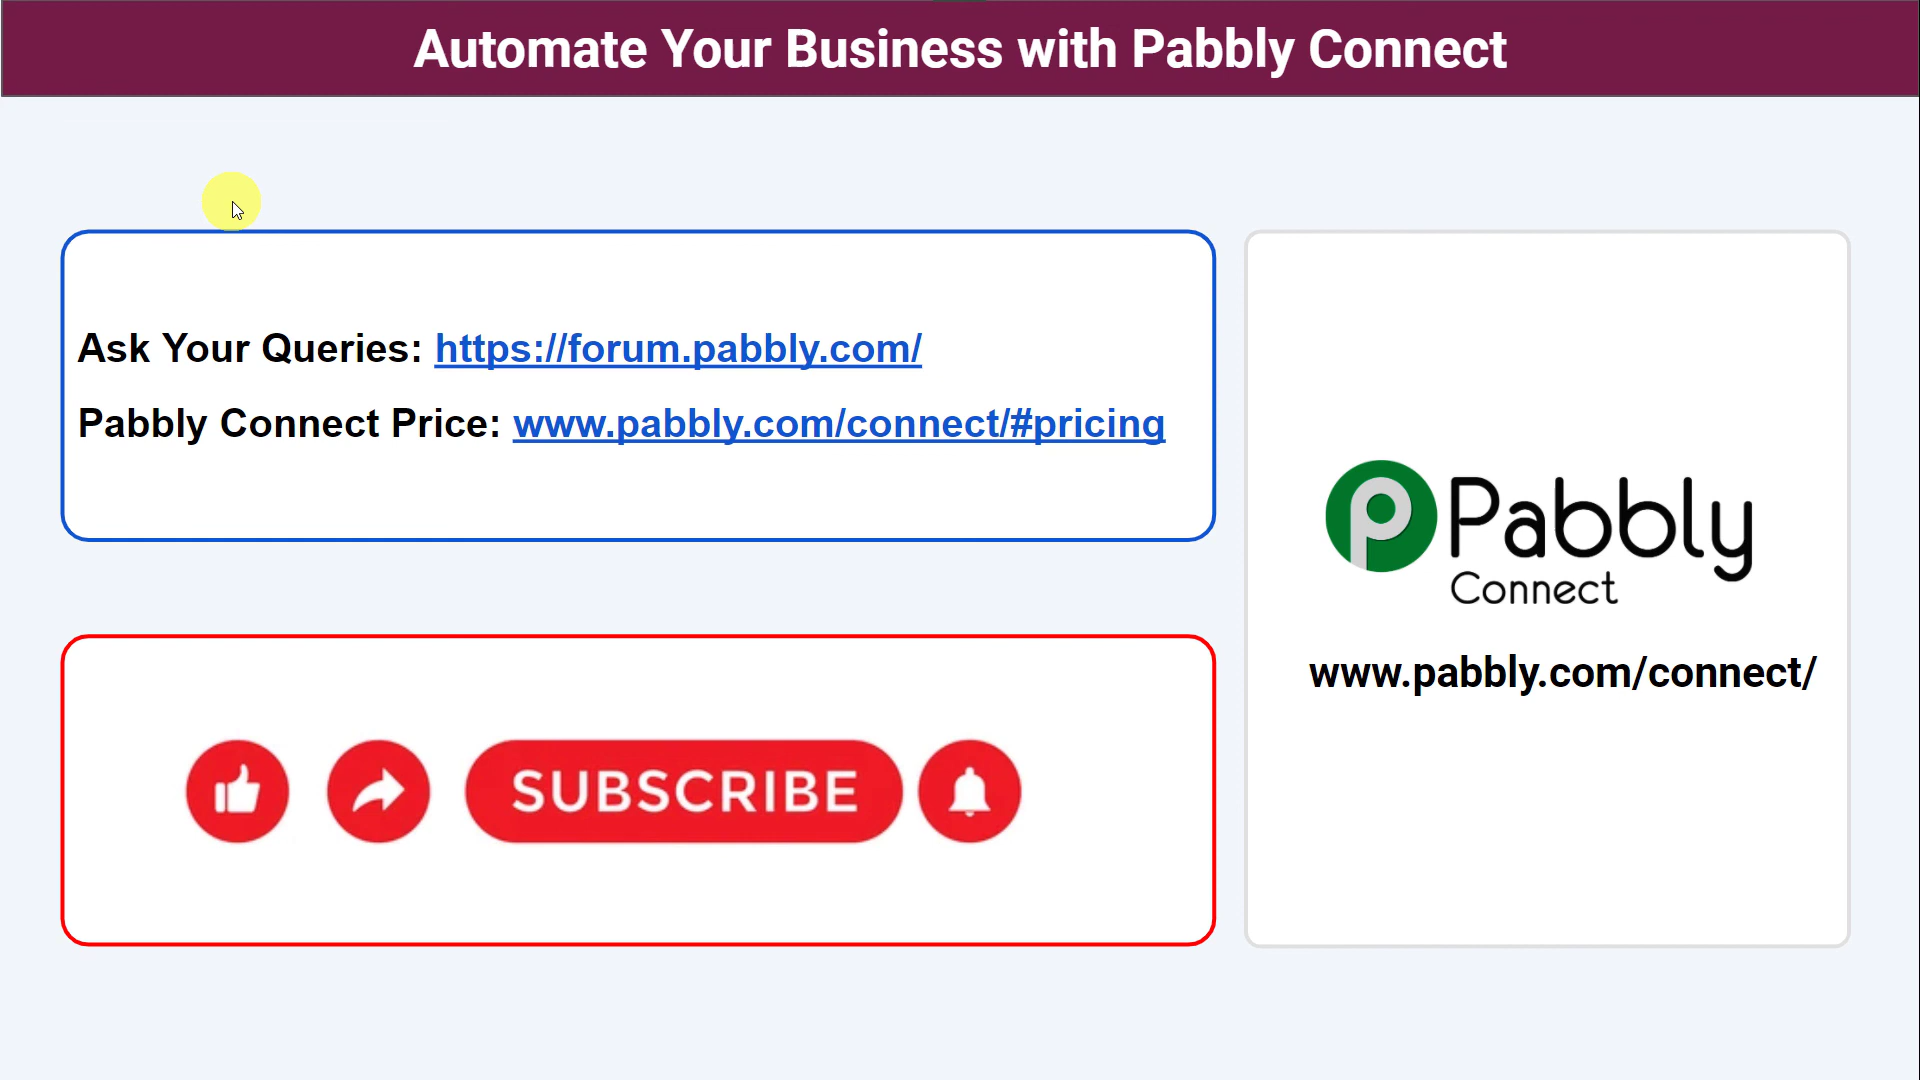 Automate Your Business with Pabbly Connect
Ask Your Queries: https://forum.pabbly.com/
Pabbly Connect Price: www.pabbly.com/connect/#pricing
SUBSCRIBE
Pabbly
Connect
www.pabbly.com/connect/